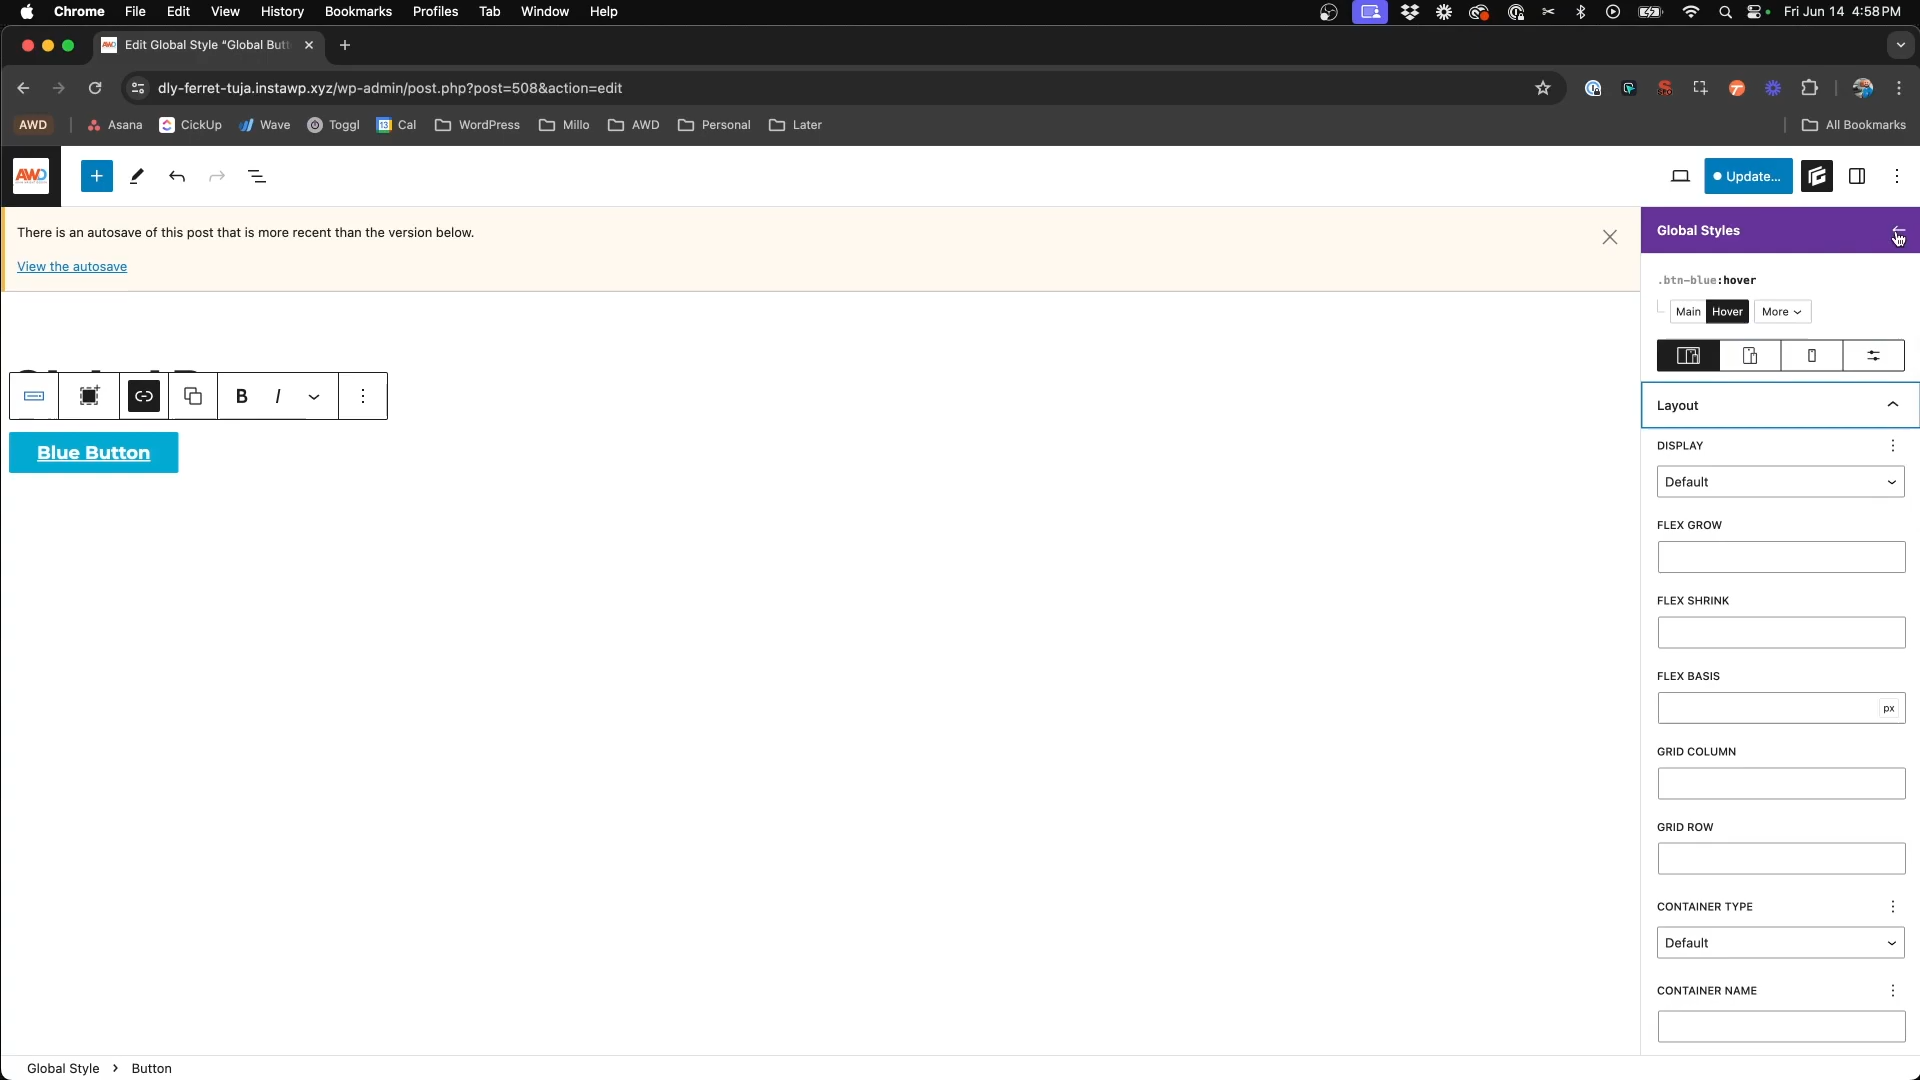 Chrome File Edit View History Bookmarks Profiles Tab Window Help Fri Jun 14 4:58 PM
Edit Global Style "Global Butt
dly-ferret-tuja.instawp.xyz/wp-admin/post.php?post=508&action=edit
AWD Asana CickUp Wave Toggl 13 Cal WordPress Millo AWD Personal Later All Bookmarks
AWD Update...
There is an autosave of this post that is more recent than the version below.
View the autosave
Global Styles
.btn-blue:hover
Main Hover More
Layout
B I
Blue Button
DISPLAY
Default
FLEX GROW
FLEX SHRINK
FLEX BASIS
px
GRID COLUMN
GRID ROW
CONTAINER TYPE
Default
CONTAINER NAME
Global Style > Button